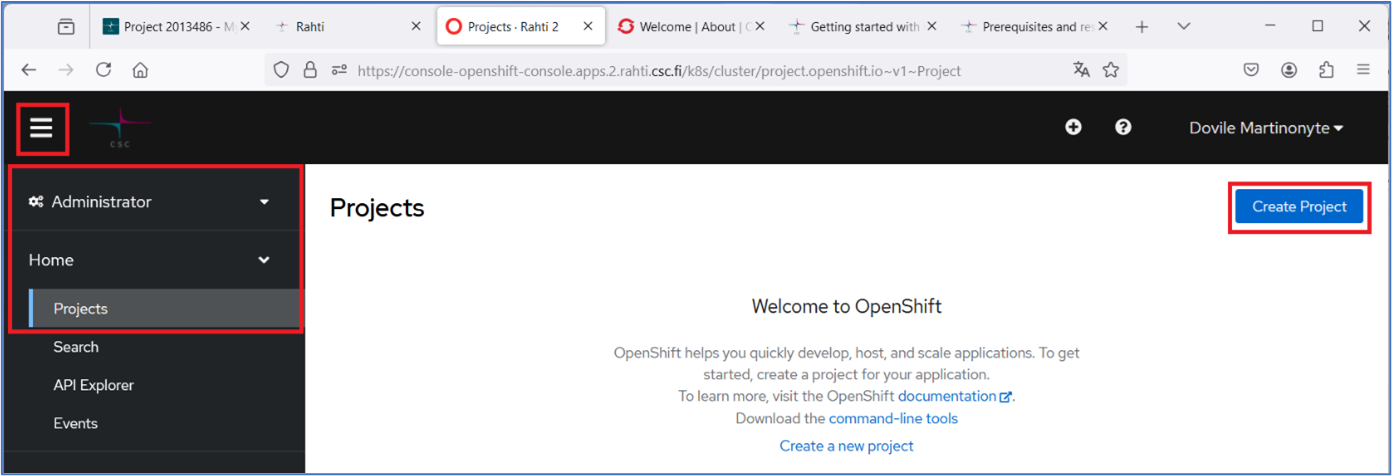 Project 2013486 - M
Rahti
Projects · Rahti 2
Welcome | About |
Getting started with
Prerequisites and re
https://console-openshift-console.apps.2.rahti.csc.fi/k8s/cluster/project.openshift.io~v1~Project
csc
Dovile Martinonyte
Administrator
Home
Projects
Search
API Explorer
Events
Projects
Create Project
Welcome to OpenShift
OpenShift helps you quickly develop, host, and scale applications. To get
started, create a project for your application.
To learn more, visit the OpenShift documentation.
Download the command-line tools
Create a new project